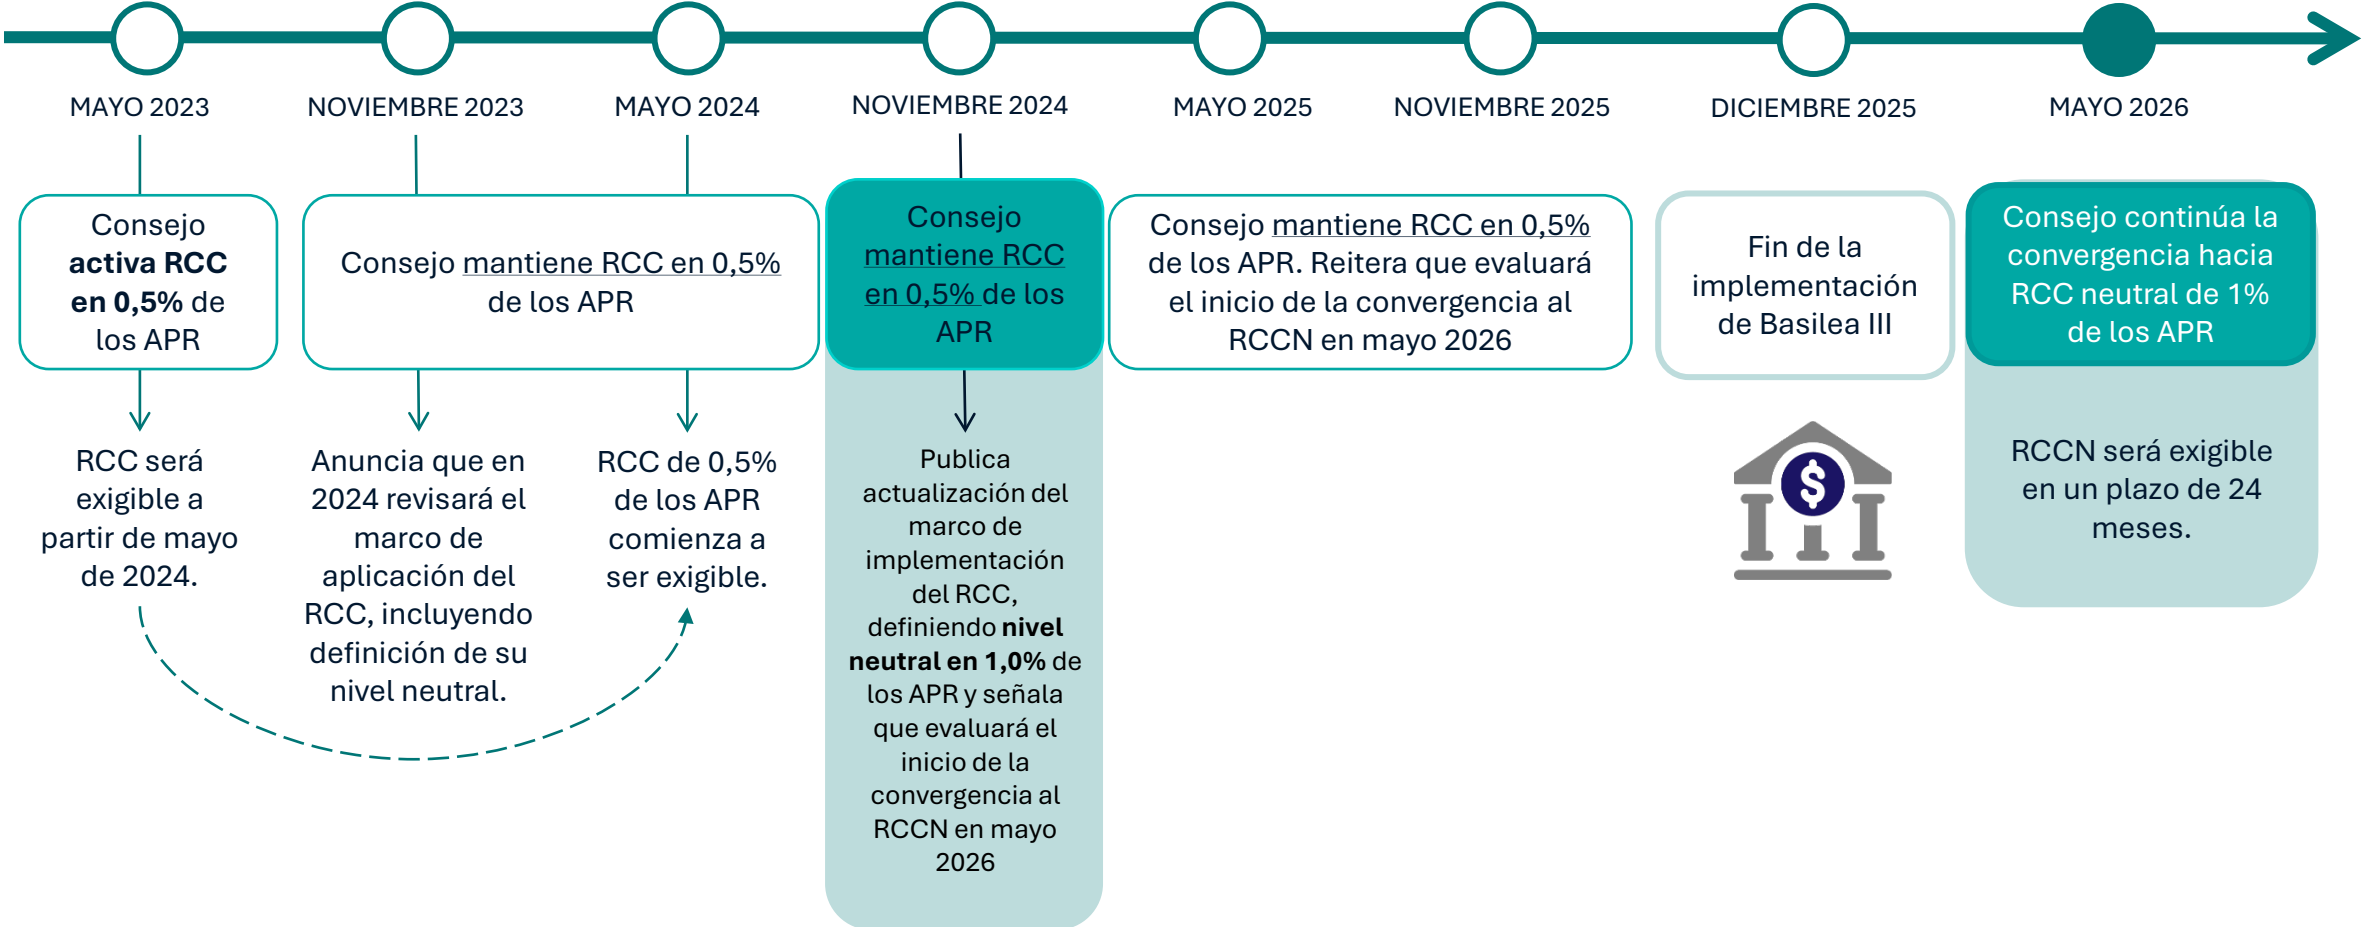 MAYO 2023
NOVIEMBRE 2023
MAYO 2024
NOVIEMBRE 2024
MAYO 2025
NOVIEMBRE 2025
DICIEMBRE 2025
MAYO 2026
Consejo
activa RCC
en 0,5% de
los APR
Consejo mantiene RCC en 0,5%
de los APR
Consejo
mantiene RCC
en 0,5% de los
APR
Consejo mantiene RCC en 0,5%
de los APR. Reitera que evaluará
el inicio de la convergencia al
RCCN en mayo 2026
Fin de la
implementación
de Basilea III
Consejo continúa la
convergencia hacia
RCC neutral de 1%
de los APR
RCC será
exigible a
partir de mayo
de 2024.
Anuncia que en
2024 revisará el
marco de
aplicación del
RCC, incluyendo
definición de su
nivel neutral.
RCC de 0,5%
de los APR
comienza a
ser exigible.
Publica
actualización del
marco de
implementación
del RCC,
definiendo nivel
neutral en 1,0% de
los APR y señala
que evaluará el
inicio de la
convergencia al
RCCN en mayo
2026
$
RCCN será exigible
en un plazo de 24
meses.